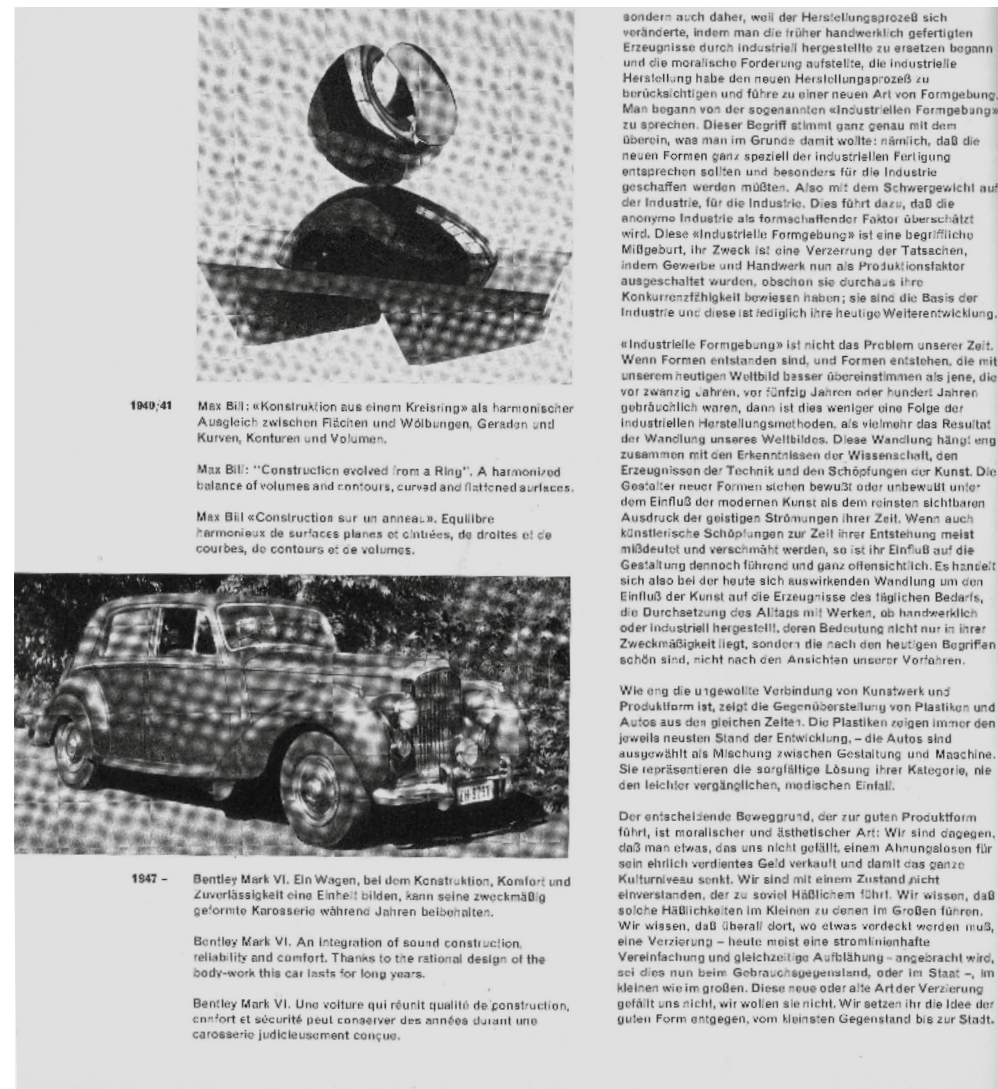 1940/41
Max Bill: «Konstruktion aus einem Kreisring» als harmonischer
Ausgleich zwischen Flächen und Wölbungen, Geraden und
Kurven, Konturen und Volumen.
Max Bill: "Construction evolved from a Ring". A harmonized
balance of volumes and contours, curved and flattened surfaces.
Max Bill «Construction sur un anneau». Equilibre
harmonieux de surfaces planes et cintrées, de droites et de
courbes, de contours et de volumes.
1947 –
Bentley Mark VI. Ein Wagen, bei dem Konstruktion, Komfort und
Zuverlässigkeit eine Einheit bilden, kann seine zweckmäßig
geformte Karosserie während Jahren beibehalten.
Bentley Mark VI. An integration of sound construction,
reliability and comfort. Thanks to the rational design of the
body-work this car lasts for long years.
Bentley Mark VI. Une voiture qui réunit qualité de construction,
confort et sécurité peut conserver des années durant une
carosserie judicieusement conçue.
sondern auch daher, weil der Herstellungsprozeß sich
veränderte, indem man die früher handwerklich gefertigten
Erzeugnisse durch industriell hergestellte zu ersetzen begann
und die moralische Forderung aufstellte, die industrielle
Herstellung habe den neuen Herstellungsprozeß zu
berücksichtigen und führe zu einer neuen Art von Formgebung.
Man begann von der sogenannten «Industriellen Formgebung»
zu sprechen. Dieser Begriff stimmt ganz genau mit dem
überein, was man im Grunde damit wollte: nämlich, daß die
neuen Formen ganz speziell der industriellen Fertigung
entsprechen sollten und besonders für die Industrie
geschaffen werden müßten. Also mit dem Schwergewicht auf
der Industrie, für die Industrie. Dies führt dazu, daß die
anonyme Industrie als formschaffender Faktor überschätzt
wird. Diese «Industrielle Formgebung» ist eine begriffliche
Mißgeburt, ihr Zweck ist eine Verzerrung der Tatsachen,
indem Gewerbe und Handwerk nun als Produktionsfaktor
ausgeschaltet wurden, obschon sie durchaus ihre
Konkurrenzfähigkeit bewiesen haben; sie sind die Basis der
Industrie und diese ist lediglich ihre heutige Weiterentwicklung.
«Industrielle Formgebung» ist nicht das Problem unserer Zeit.
Wenn Formen entstanden sind, und Formen entstehen, die mit
unserem heutigen Weltbild besser übereinstimmen als jene, die
vor zwanzig Jahren, vor fünfzig Jahren oder hundert Jahren
gebräuchlich waren, dann ist dies weniger eine Folge der
industriellen Herstellungsmethoden, als vielmehr das Resultat
der Wandlung unseres Weltbildes. Diese Wandlung hängt eng
zusammen mit den Erkenntnissen der Wissenschaft, den
Erzeugnissen der Technik und den Schöpfungen der Kunst. Die
Gestalter neuer Formen stehen bewußt oder unbewußt unter
dem Einfluß der modernen Kunst als dem reinsten sichtbaren
Ausdruck der geistigen Strömungen ihrer Zeit. Wenn auch
künstlerische Schöpfungen zur Zeit ihrer Entstehung meist
mißdeutet und verschmäht werden, so ist ihr Einfluß auf die
Gestaltung dennoch führend und ganz offensichtlich. Es handelt
sich also bei der heute sich auswirkenden Wandlung um den
Einfluß der Kunst auf die Erzeugnisse des täglichen Bedarfs,
die Durchsetzung des Alltags mit Werken, ob handwerklich
oder industriell hergestellt, deren Bedeutung nicht nur in ihrer
Zweckmäßigkeit liegt, sondern die nach den heutigen Begriffen
schön sind, nicht nach den Ansichten unserer Vorfahren.
Wie eng die ungewollte Verbindung von Kunstwerk und
Produktform ist, zeigt die Gegenüberstellung von Plastiken und
Autos aus den gleichen Zeiten. Die Plastiken zeigen immer den
jeweils neusten Stand der Entwicklung, – die Autos sind
ausgewählt als Mischung zwischen Gestaltung und Maschine.
Sie repräsentieren die sorgfältige Lösung ihrer Kategorie, nie
den leichter vergänglichen, modischen Einfall.
Der entscheidende Beweggrund, der zur guten Produktform
führt, ist moralischer und ästhetischer Art: Wir sind dagegen,
daß man etwas, das uns nicht gefällt, einem Ahnungslosen für
sein ehrlich verdientes Geld verkauft und damit das ganze
Kulturniveau senkt. Wir sind mit einem Zustand nicht
einverstanden, der zu soviel Häßlichem führt. Wir wissen, daß
solche Häßlichkeiten im Kleinen zu denen im Großen führen.
Wir wissen, daß überall dort, wo etwas verdeckt werden muß,
eine Verzierung – heute meist eine stromlinienhafte
Vereinfachung und gleichzeitige Aufblähung – angebracht wird,
sei dies nun beim Gebrauchsgegenstand, oder im Staat –, im
kleinen wie im großen. Diese neue oder alte Art der Verzierung
gefällt uns nicht, wir wollen sie nicht. Wir setzen ihr die Idee der
guten Form entgegen, vom kleinsten Gegenstand bis zur Stadt.